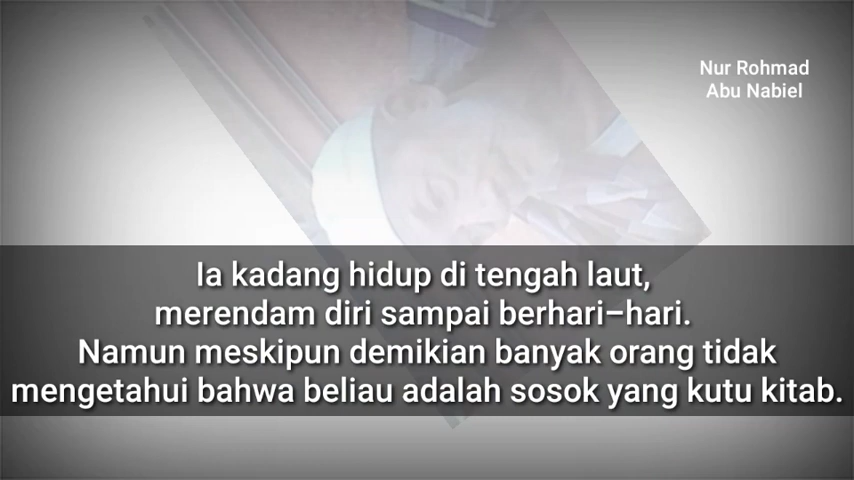 Nur Rohmad
Abu Nabiel
Ia kadang hidup di tengah laut,
merendam diri sampai berhari–hari.
Namun meskipun demikian banyak orang tidak
mengetahui bahwa beliau adalah sosok yang kutu kitab.